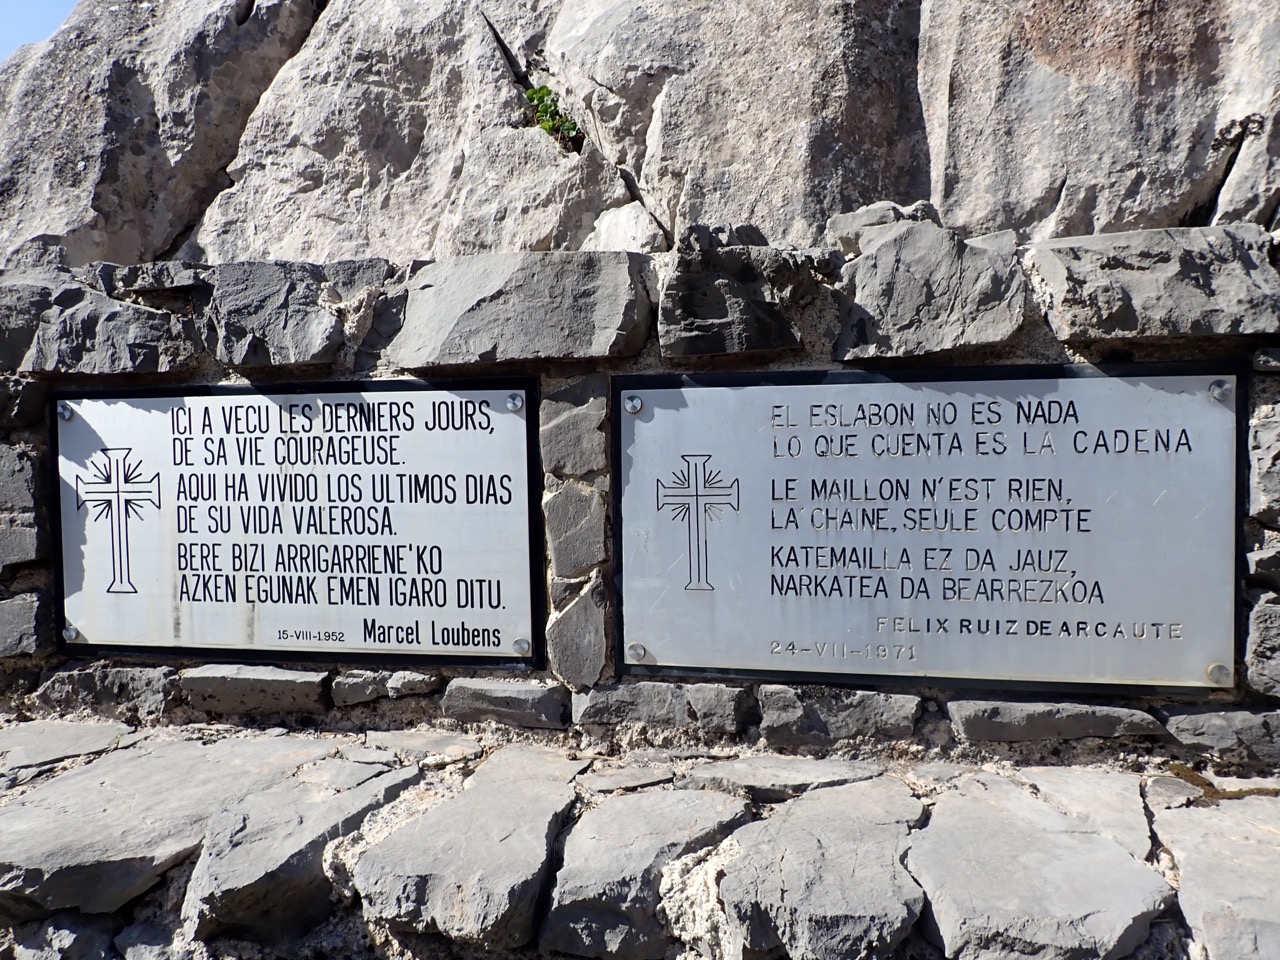 ICI A VECU LES DERNIERS JOURS,
DE SA VIE COURAGEUSE.
AQUI HA VIVIDO LOS ULTIMOS DIAS
DE SU VIDA VALEROSA.
BERE BIZI ARRIGARRIENE'KO
AZKEN EGUNAK EMEN IGARO DITU.
15-VIII-1952 Marcel Loubens
EL ESLABON NO ES NADA
LO QUE CUENTA ES LA CADENA
LE MAILLON N'EST RIEN,
LA CHAINE, SEULE COMPTE
KATEMAILLA EZ DA JAUZ,
NARKATEA DA BEARREZKOA
FELIX RUIZ DE ARCAUTE
24-VII-1971